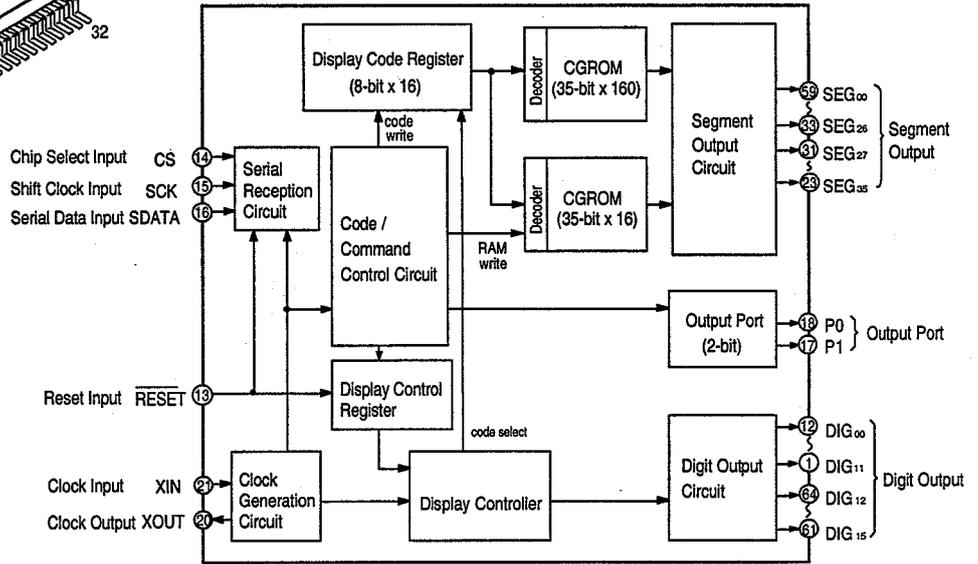 32
Display Code Register
(8-bit x 16)
Decoder
CGROM
(35-bit x 160)
Segment
Output
Circuit
59 SEG00
33 SEG26
31 SEG27
23 SEG35
Segment
Output
code
write
Chip Select Input CS 14
Shift Clock Input SCK 15
Serial Data Input SDATA 16
Serial
Reception
Circuit
Code /
Command
Control Circuit
Decoder
CGROM
(35-bit x 16)
RAM
write
Output Port
(2-bit)
18 P0
17 P1
Output Port
Reset Input RESET 13
Display Control
Register
code select
Clock Input XIN 21
Clock Output XOUT 20
Clock
Generation
Circuit
Display Controller
Digit Output
Circuit
12 DIG00
1 DIG11
64 DIG12
61 DIG15
Digit Output